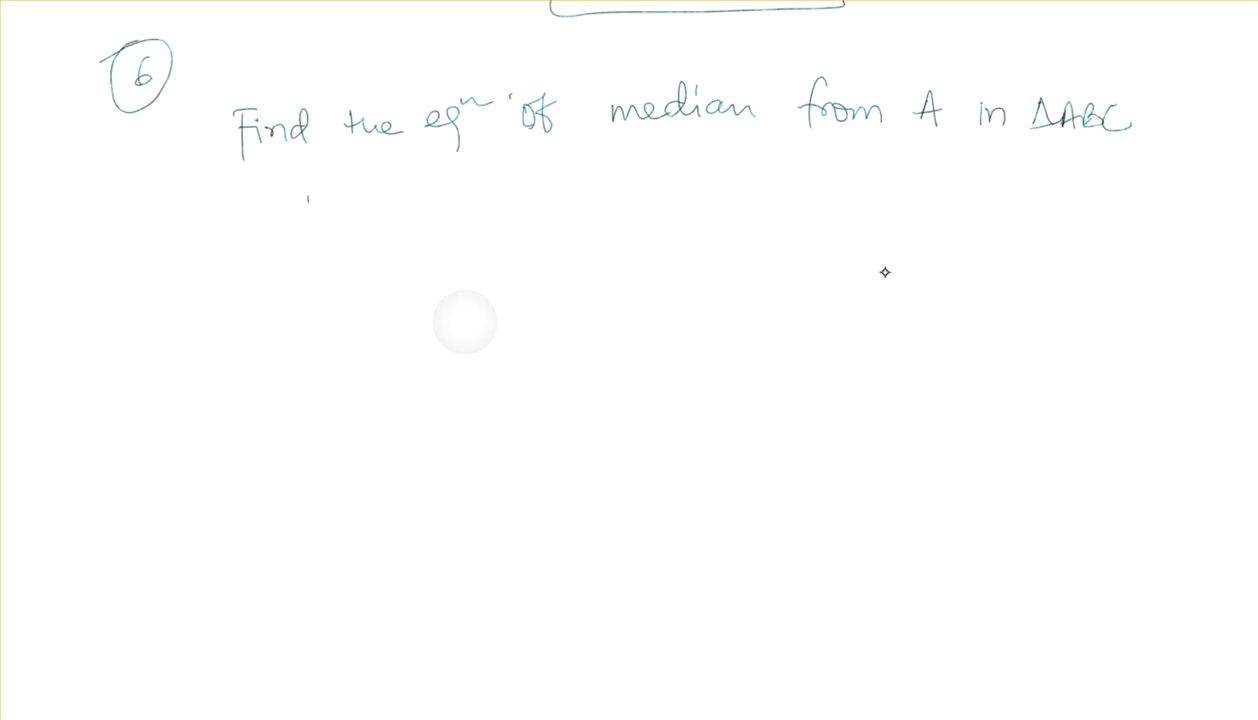 6
Find the eqn of median from A in ΔABC